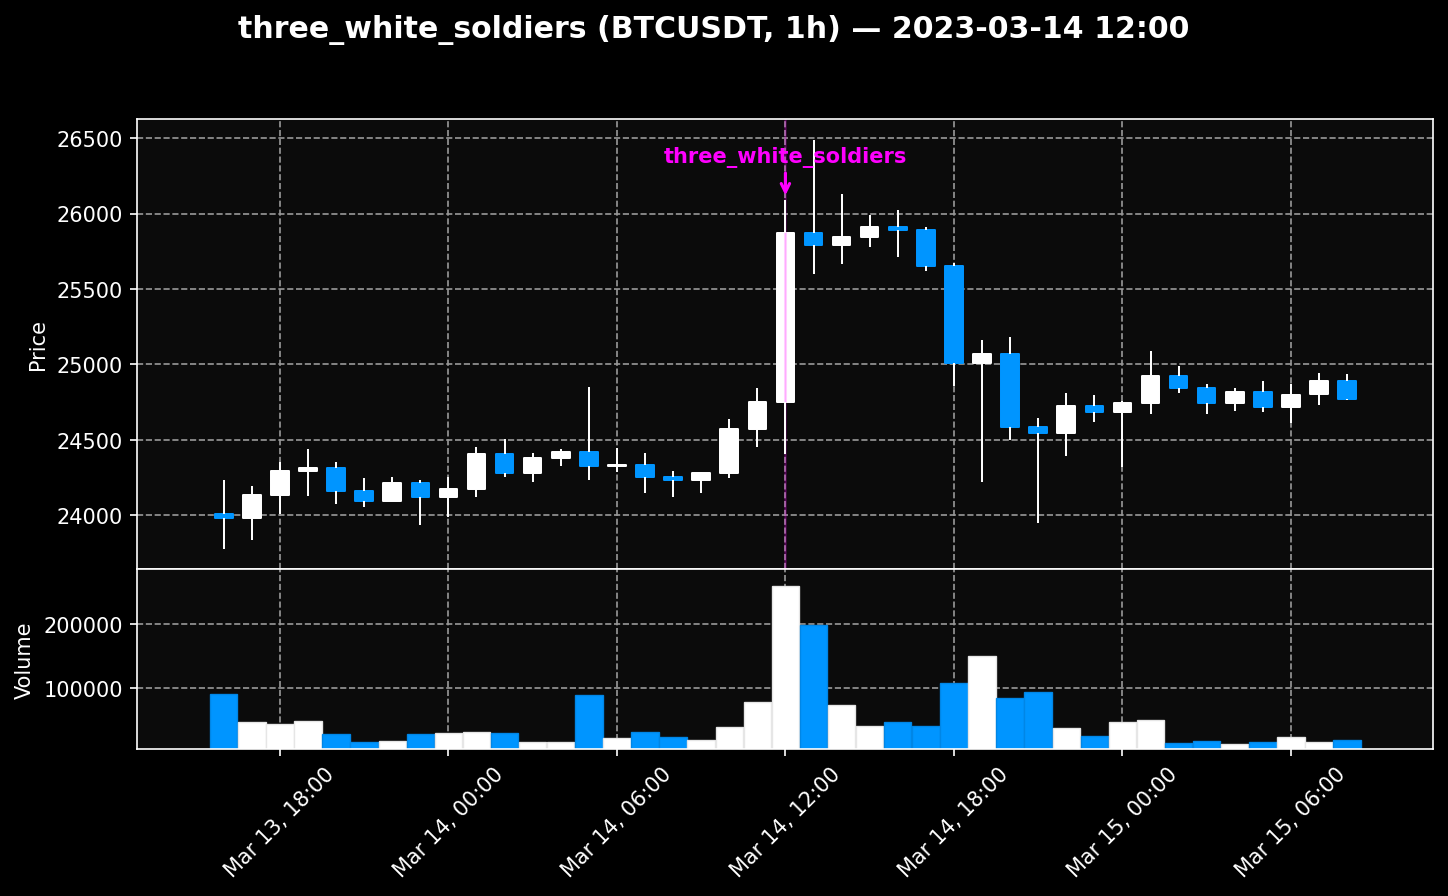 three_white_soldiers (BTCUSDT, 1h) — 2023-03-14 12:00
three_white_soldiers
Price
26500
26000
25500
25000
24500
24000
Volume
200000
100000
Mar 13, 18:00
Mar 14, 00:00
Mar 14, 06:00
Mar 14, 12:00
Mar 14, 18:00
Mar 15, 00:00
Mar 15, 06:00